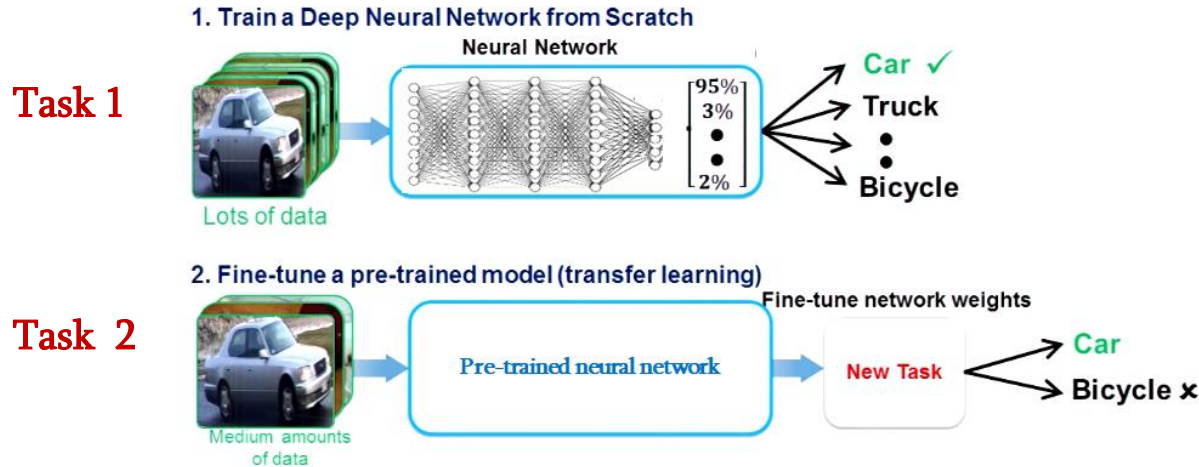 1. Train a Deep Neural Network from Scratch
Neural Network
Task 1
95%
3%
2%
Car ✓
Truck
Bicycle
Lots of data
2. Fine-tune a pre-trained model (transfer learning)
Fine-tune network weights
Task 2
Pre-trained neural network
New Task
Car
Bicycle ✘
Medium amounts
of data